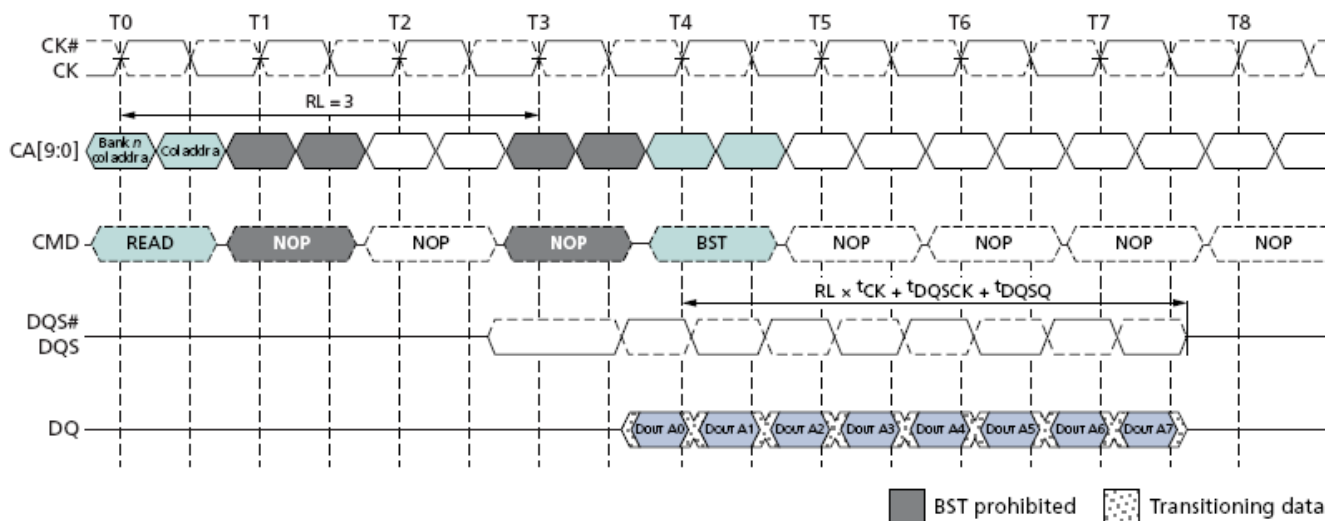 T0 T1 T2 T3 T4 T5 T6 T7 T8
CK#
CK
RL = 3
CA[9:0] Bank n col addr a Col addr a
CMD READ NOP NOP NOP BST NOP NOP NOP NOP
RL × tCK + tDQSCK + tDQSQ
DQS#
DQS
DQ DOUT A0 DOUT A1 DOUT A2 DOUT A3 DOUT A4 DOUT A5 DOUT A6 DOUT A7
BST prohibited Transitioning data